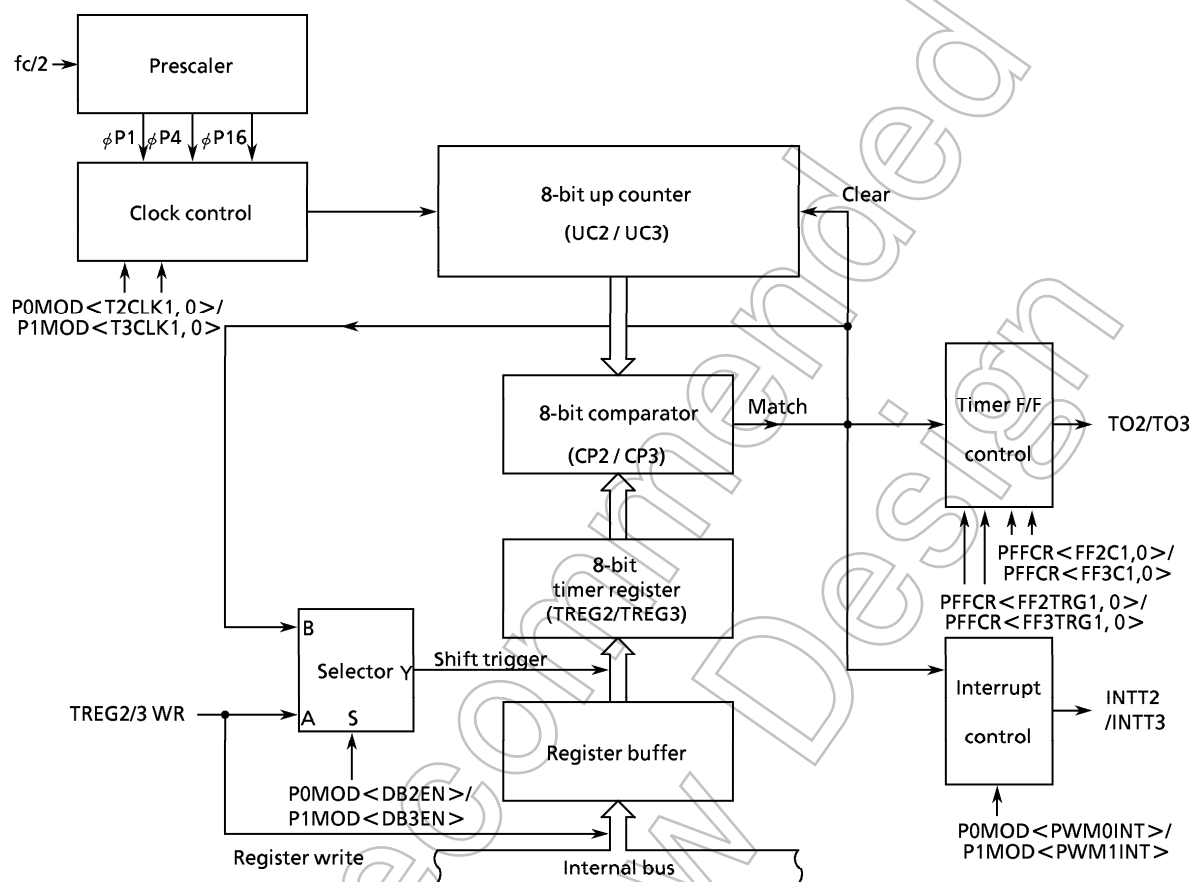 fc/2
Prescaler
φP1 φP4 φP16
Clock control
P0MOD<T2CLK1, 0>/
P1MOD<T3CLK1, 0>
8-bit up counter
(UC2 / UC3)
Clear
8-bit comparator
(CP2 / CP3)
Match
Timer F/F
control
TO2/TO3
PFFCR<FF2C1,0>/
PFFCR<FF3C1,0>
PFFCR<FF2TRG1, 0>/
PFFCR<FF3TRG1, 0>
8-bit
timer register
(TREG2/TREG3)
B
Selector Y
A S
Shift trigger
TREG2/3 WR
P0MOD<DB2EN>/
P1MOD<DB3EN>
Register buffer
Register write
Internal bus
Interrupt
control
INTT2
/INTT3
P0MOD<PWM0INT>/
P1MOD<PWM1INT>
ecommended
w Design